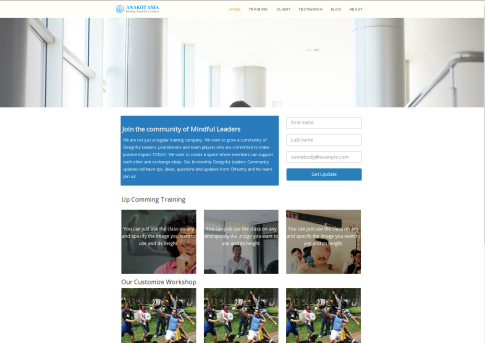 ANAKOTASIA
HOME TRAINING CLIENT TESTIMONIA BLOG ABOUT
Join the community of Mindful Leaders
We are not just a regular training company. We want to grow a community of
Designful Leaders, practitioners and team players who are committed to make
positive impact TODAY! We want to create a space where members can support
each other and exchange ideas. Our bi-monthly Designful Leaders Community
updates will have tips, ideas, questions and updates from and his team.
Join us!
First name
Last name
somebody@example.com
Get Update
Up Comming Training
You can just use the class on any
and specify the image you want to
use and its height.
You can just use the class on any
and specify the image you want to
use and its height.
You can just use the class on any
and specify the image you want to
use and its height.
Our Customize Workshop